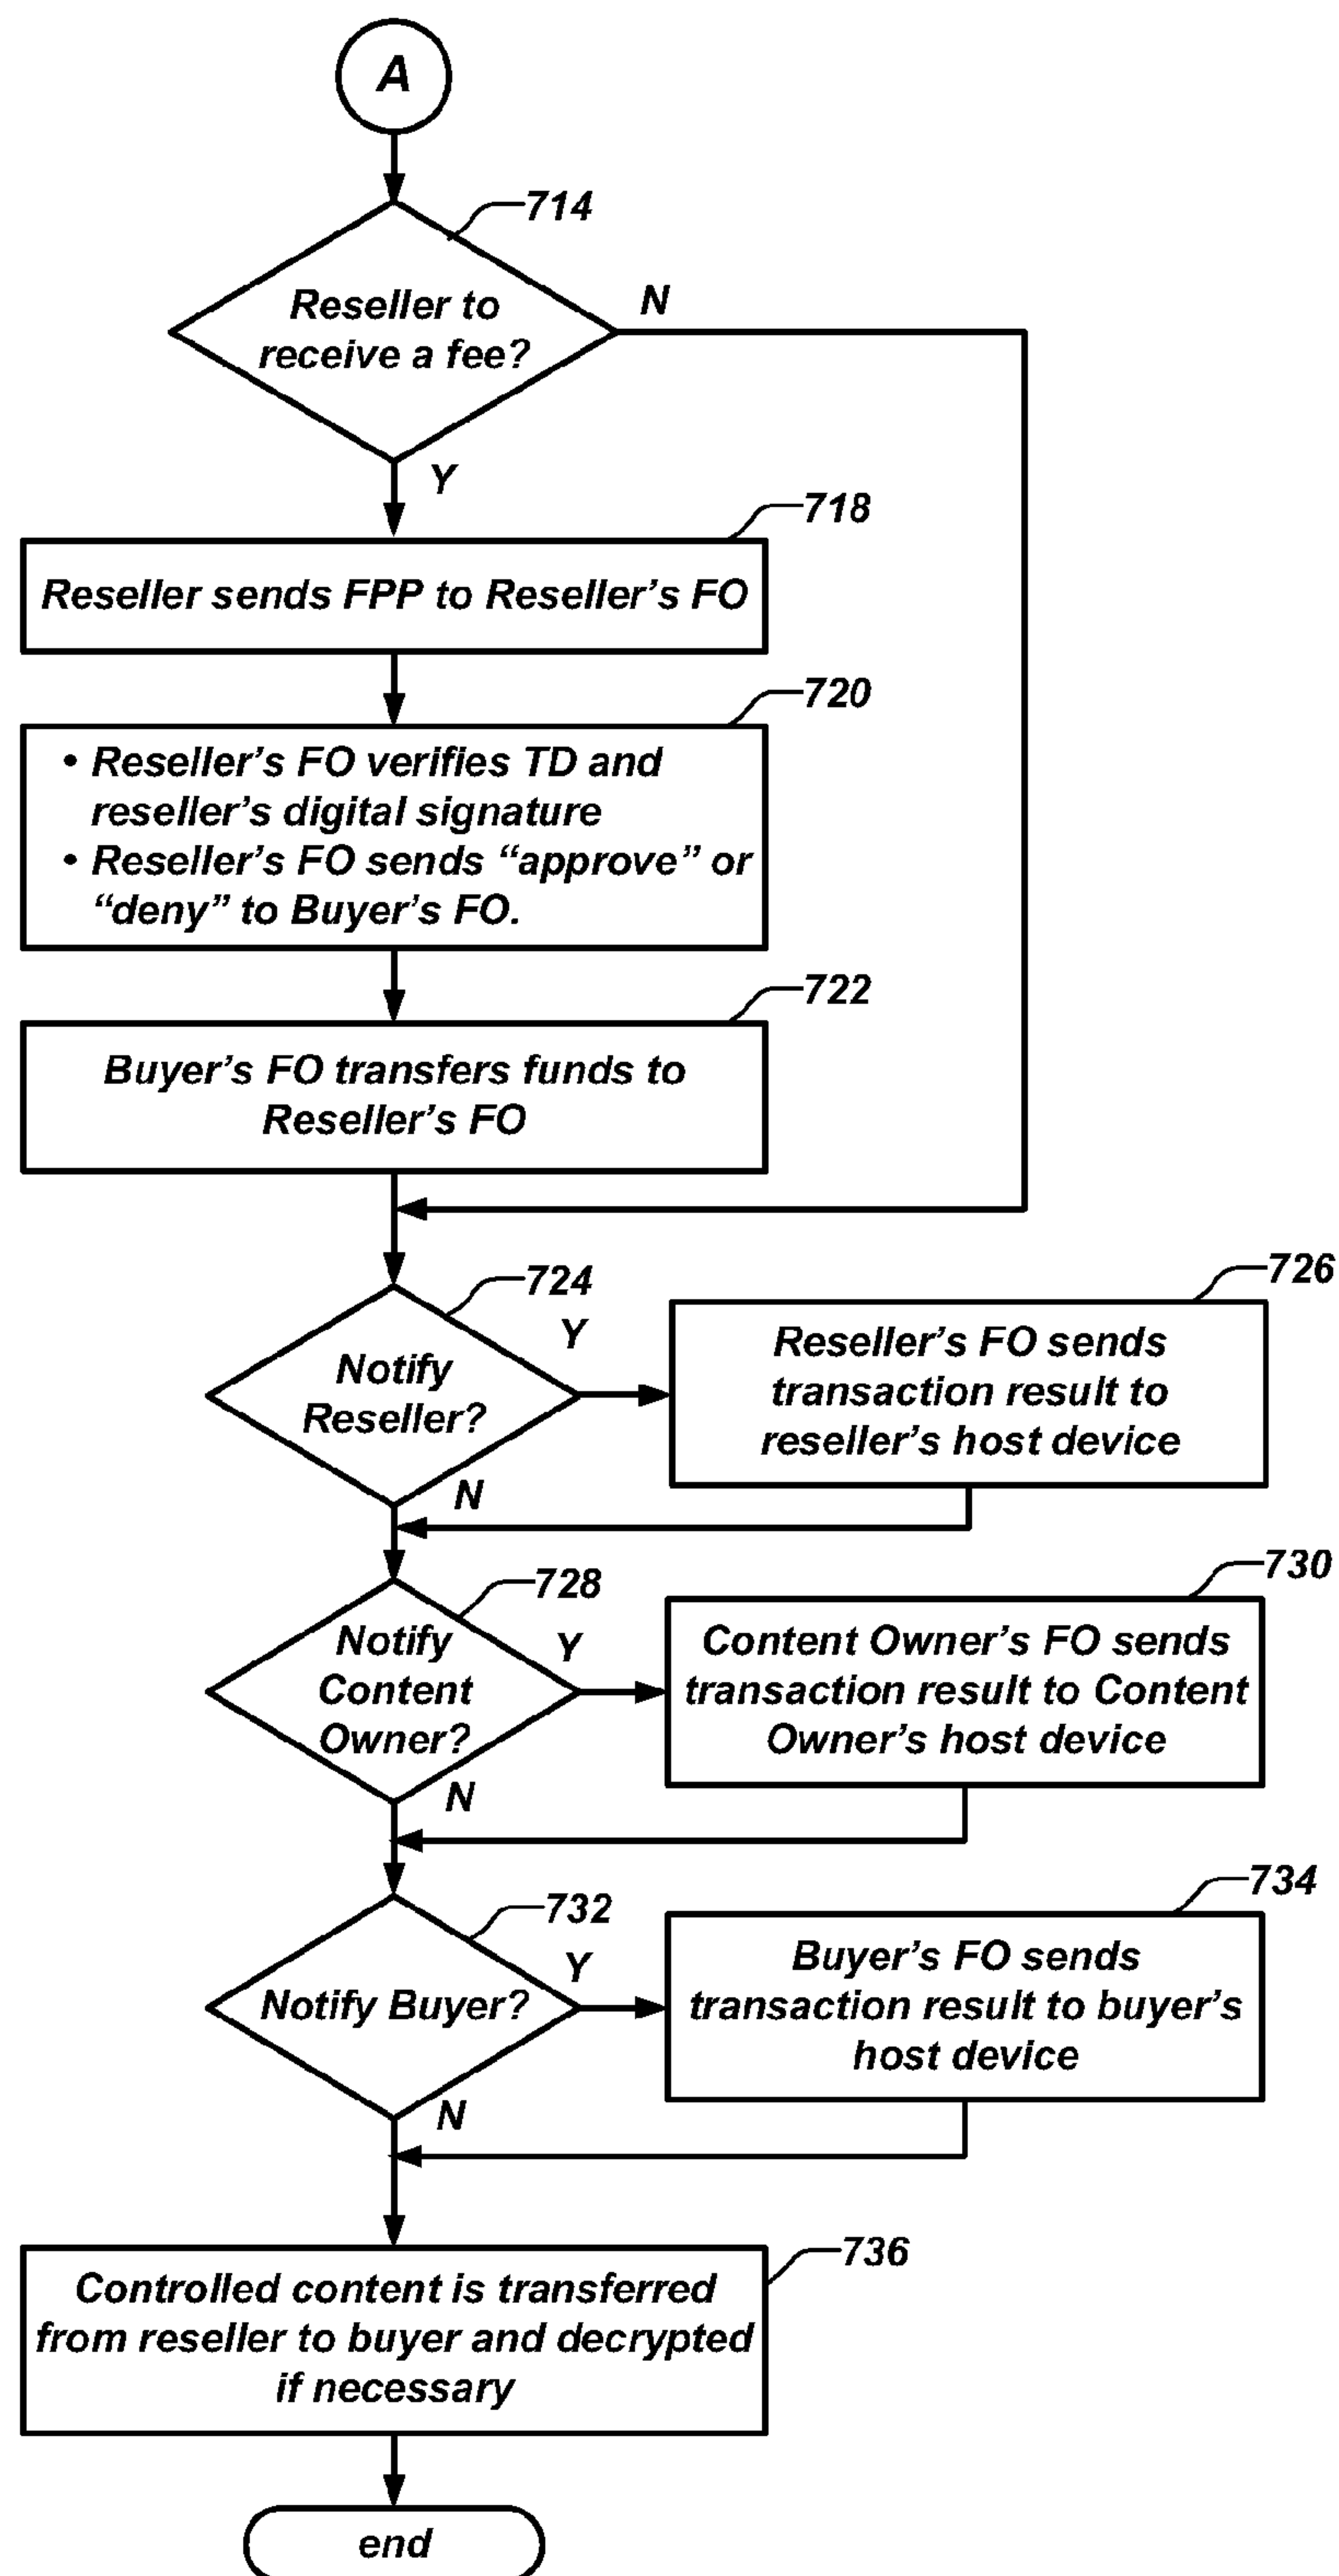 A
714
Reseller to
receive a fee?
N
Y
718
Reseller sends FPP to Reseller’s FO
720
• Reseller’s FO verifies TD and
reseller’s digital signature
• Reseller’s FO sends “approve” or
“deny” to Buyer’s FO.
722
Buyer’s FO transfers funds to
Reseller’s FO
724
Notify
Reseller?
Y
N
726
Reseller’s FO sends
transaction result to
reseller’s host device
728
Notify
Content
Owner?
Y
N
730
Content Owner’s FO sends
transaction result to Content
Owner’s host device
732
Notify Buyer?
Y
N
734
Buyer’s FO sends
transaction result to buyer’s
host device
736
Controlled content is transferred
from reseller to buyer and decrypted
if necessary
end